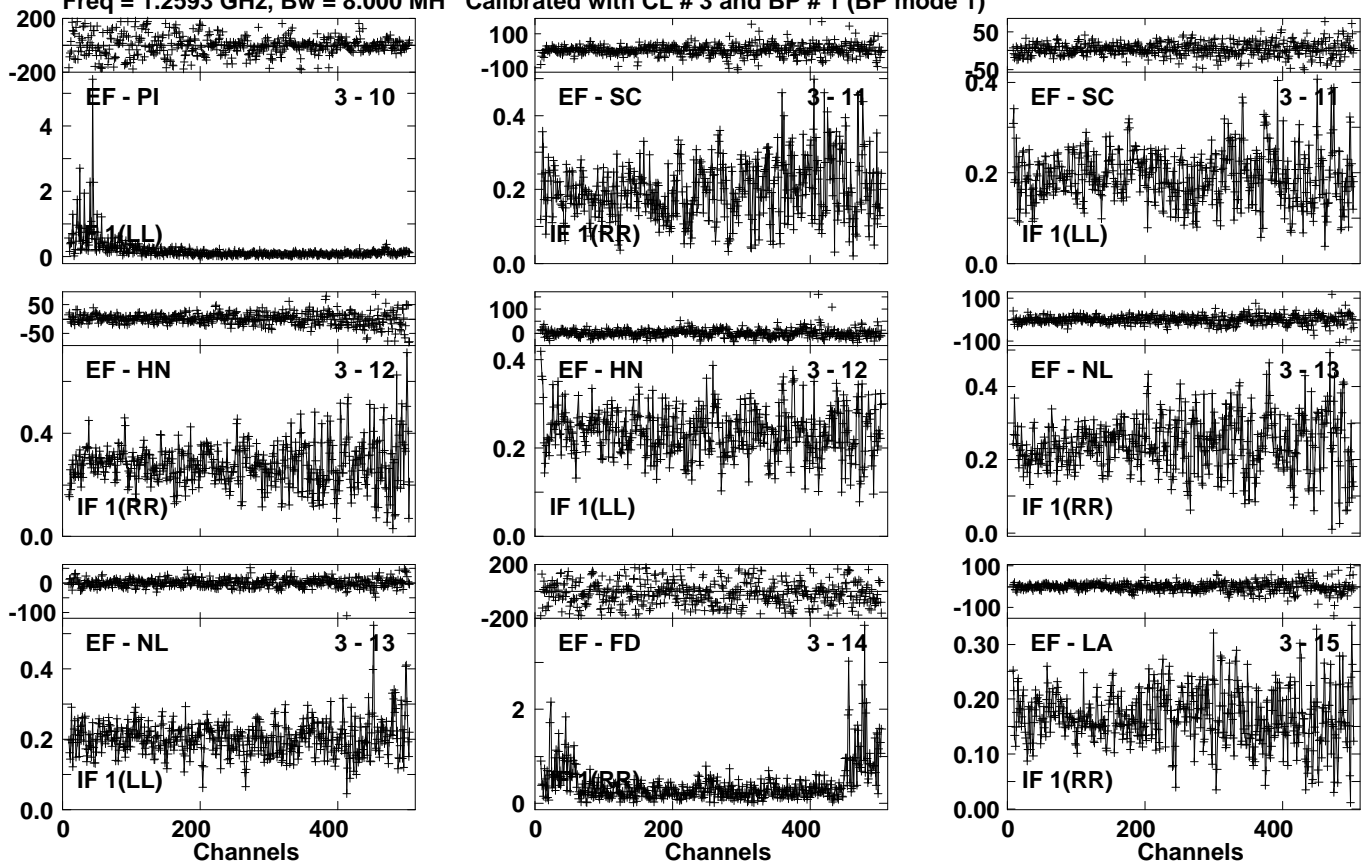 Freq = 1.2593 GHz, Bw = 8.000 MH Calibrated with CL # 3 and BP # 1 (BP mode 1)
200
-200
EF - PI 3 - 10
4
2
0
IF 1(LL)
100
0
-100
EF - SC 3 - 11
0.4
0.2
0.0
IF 1(RR)
50
-50
0.4
EF - SC 3 - 11
0.2
0.0
IF 1(LL)
50
0
-50
EF - HN 3 - 12
0.4
0.0
IF 1(RR)
100
0
0.4
EF - HN 3 - 12
0.2
0.0
IF 1(LL)
100
0
-100
EF - NL 3 - 13
0.4
0.2
0.0
IF 1(RR)
0
-100
EF - NL 3 - 13
0.4
0.2
0.0
IF 1(LL)
0 200 400
Channels
200
-200
EF - FD 3 - 14
2
0
IF 1(RR)
0 200 400
Channels
100
0
-100
EF - LA 3 - 15
0.30
0.20
0.10
0.00
IF 1(RR)
0 200 400
Channels